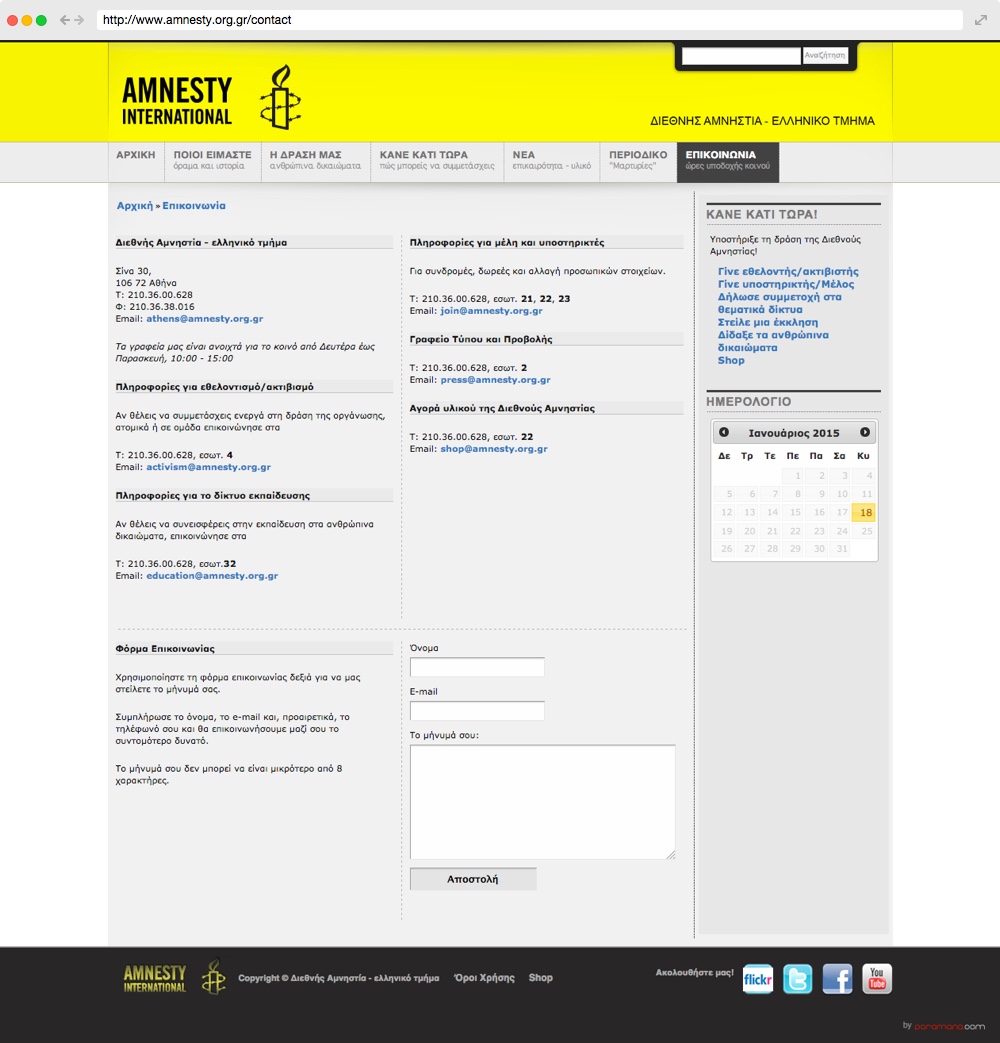 http://www.amnesty.org.gr/contact
Αναζήτηση
AMNESTY
INTERNATIONAL
ΔΙΕΘΝΗΣ ΑΜΝΗΣΤΙΑ - ΕΛΛΗΝΙΚΟ ΤΜΗΜΑ
ΑΡΧΙΚΗ
ΠΟΙΟΙ ΕΙΜΑΣΤΕ
όραμα και ιστορία
Η ΔΡΑΣΗ ΜΑΣ
ανθρώπινα δικαιώματα
ΚΑΝΕ ΚΑΤΙ ΤΩΡΑ
πώς μπορείς να συμμετάσχεις
ΝΕΑ
επικαιρότητα - υλικό
ΠΕΡΙΟΔΙΚΟ
"Μαρτυρίες"
ΕΠΙΚΟΙΝΩΝΙΑ
ώρες υποδοχής κοινού
Αρχική » Επικοινωνία
Διεθνής Αμνηστία - ελληνικό τμήμα
Σίνα 30,
106 72 Αθήνα
Τ: 210.36.00.628
Φ: 210.36.38.016
Email: athens@amnesty.org.gr
Τα γραφεία μας είναι ανοιχτά για το κοινό από Δευτέρα έως
Παρασκευή, 10:00 - 15:00
Πληροφορίες για εθελοντισμό/ακτιβισμό
Αν θέλεις να συμμετάσχεις ενεργά στη δράση της οργάνωσης,
ατομικά ή σε ομάδα επικοινώνησε στα
Τ: 210.36.00.628, εσωτ. 4
Email: activism@amnesty.org.gr
Πληροφορίες για το δίκτυο εκπαίδευσης
Αν θέλεις να συνεισφέρεις στην εκπαίδευση στα ανθρώπινα
δικαιώματα, επικοινώνησε στα
Τ: 210.36.00.628, εσωτ.32
Email: education@amnesty.org.gr
Πληροφορίες για μέλη και υποστηρικτές
Για συνδρομές, δωρεές και αλλαγή προσωπικών στοιχείων.
Τ: 210.36.00.628, εσωτ. 21, 22, 23
Email: join@amnesty.org.gr
Γραφείο Τύπου και Προβολής
Τ: 210.36.00.628, εσωτ. 2
Email: press@amnesty.org.gr
Αγορά υλικού της Διεθνούς Αμνηστίας
Τ: 210.36.00.628, εσωτ. 22
Email: shop@amnesty.org.gr
Φόρμα Επικοινωνίας
Χρησιμοποιήστε τη φόρμα επικοινωνίας δεξιά για να μας
στείλετε το μήνυμά σας.
Συμπλήρωσε το όνομα, το e-mail και, προαιρετικά, το
τηλέφωνό σου και θα επικοινωνήσουμε μαζί σου το
συντομότερο δυνατό.
Το μήνυμά σου δεν μπορεί να είναι μικρότερο από 8
χαρακτήρες.
Όνομα
E-mail
Το μήνυμά σου:
Αποστολή
ΚΑΝΕ ΚΑΤΙ ΤΩΡΑ!
Υποστήριξε τη δράση της Διεθνούς
Αμνηστίας!
Γίνε εθελοντής/ακτιβιστής
Γίνε υποστηρικτής/Μέλος
Δήλωσε συμμετοχή στα
θεματικά δίκτυα
Στείλε μια έκκληση
Δίδαξε τα ανθρώπινα
δικαιώματα
Shop
ΗΜΕΡΟΛΟΓΙΟ
Ιανουάριος 2015
Δε Τρ Τε Πε Πα Σα Κυ
1 2 3 4
5 6 7 8 9 10 11
12 13 14 15 16 17 18
19 20 21 22 23 24 25
26 27 28 29 30 31
AMNESTY
INTERNATIONAL
Copyright © Διεθνής Αμνηστία - ελληνικό τμήμα
Όροι Χρήσης
Shop
Ακολουθήστε μας!
flickr
You
Tube
by paramana.com